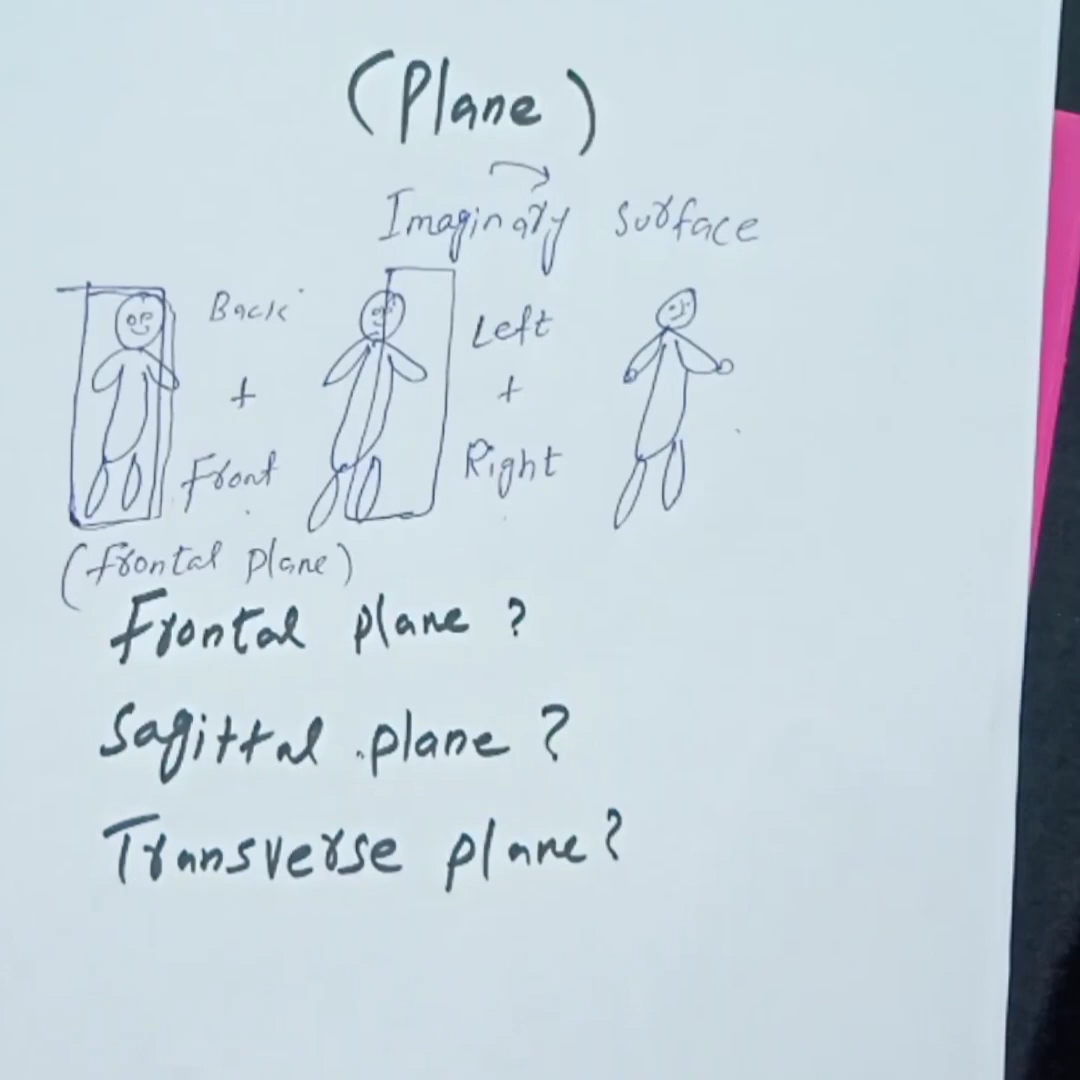 (Plane)
Imaginary surface
Back
+
Front
Left
+
Right
(frontal plane)
Frontal plane ?
Sagittal plane ?
Transverse plane ?